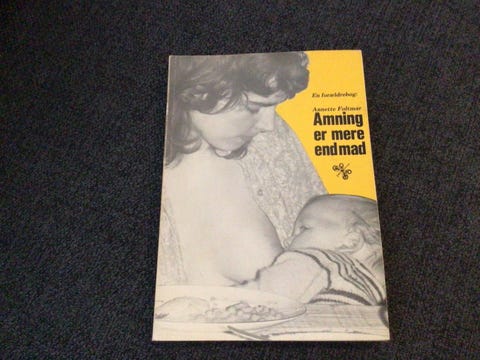 En forældrebog:
Annette Foltmar
Amning
er mere
end mad